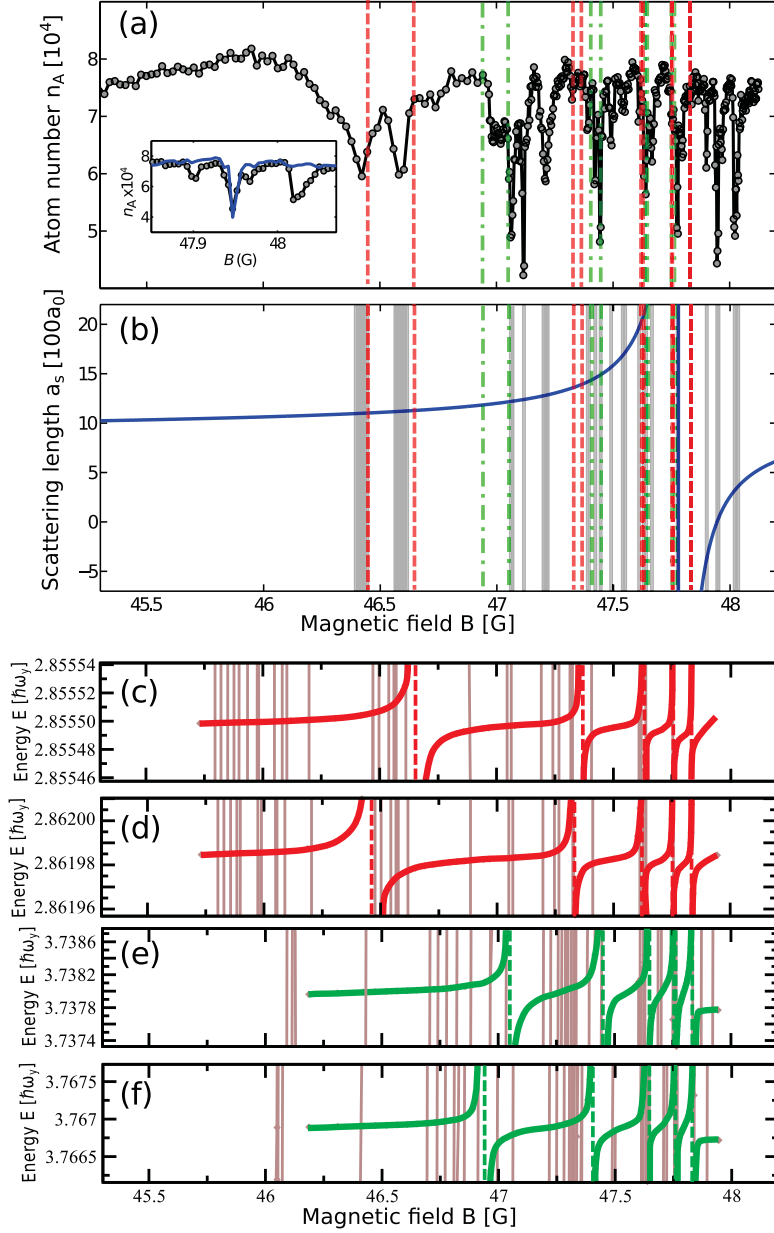 (a)
Atom number n_A [10^4]
8
7
6
5
n_A x10^4
8
6
4
47.9
48
B (G)
(b)
Scattering length a_s [100a_0]
20
15
10
5
0
−5
45.5
46
46.5
47
47.5
48
Magnetic field B [G]
(c)
Energy E [ħω_y]
2.85554
2.85552
2.85550
2.85548
2.85546
(d)
Energy E [ħω_y]
2.86200
2.86198
2.86196
(e)
Energy E [ħω_y]
3.7386
3.7382
3.7378
3.7374
(f)
Energy E [ħω_y]
3.7675
3.767
3.7665
45.5
46
46.5
47
47.5
48
Magnetic field B [G]